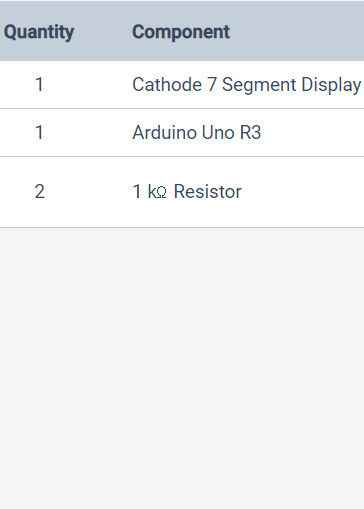 Quantity Component
1 Cathode 7 Segment Display
1 Arduino Uno R3
2 1 kΩ Resistor